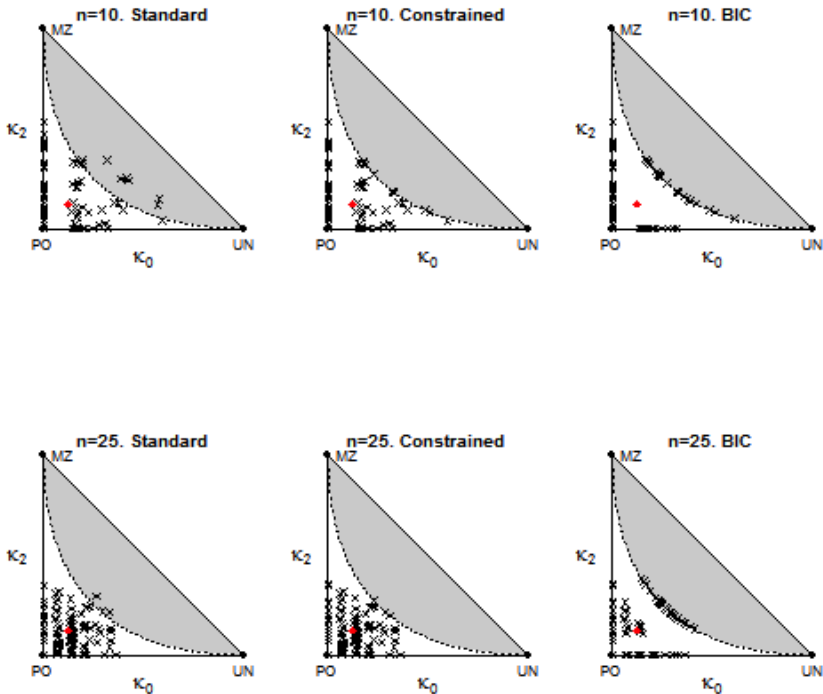 n=10. Standard
n=10. Constrained
n=10. BIC
MZ
MZ
MZ
κ2
κ2
κ2
PO
UN
PO
UN
PO
UN
κ0
κ0
κ0
n=25. Standard
n=25. Constrained
n=25. BIC
MZ
MZ
MZ
κ2
κ2
κ2
PO
UN
PO
UN
PO
UN
κ0
κ0
κ0